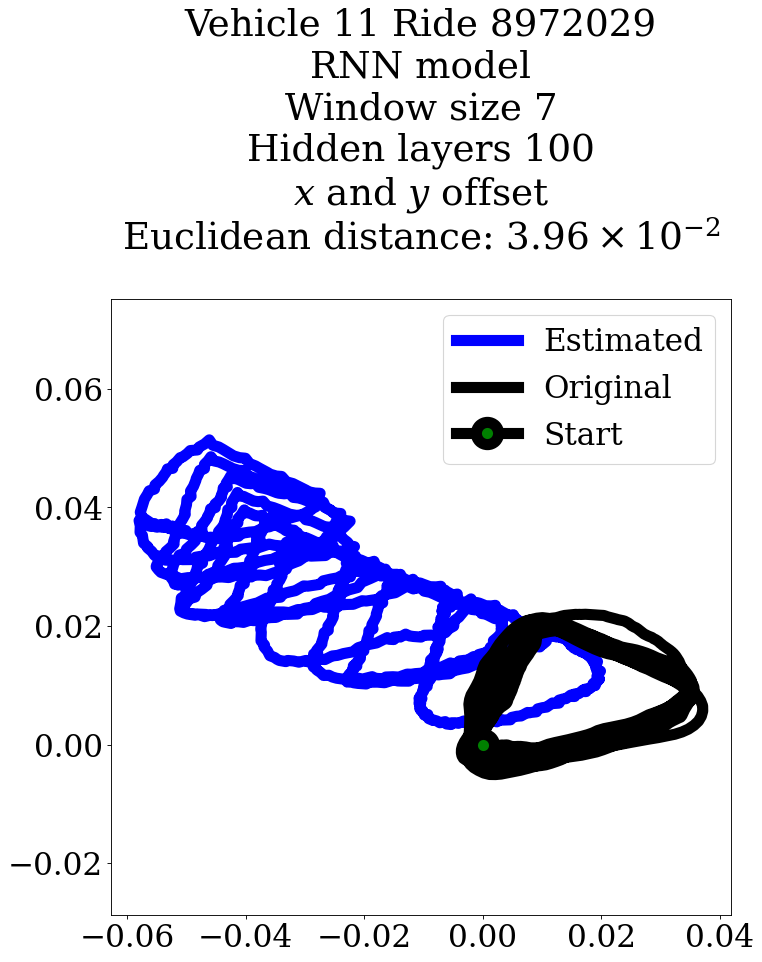 Vehicle 11 Ride 8972029
RNN model
Window size 7
Hidden layers 100
x and y offset
Euclidean distance: 3.96 × 10⁻²
Estimated
Original
Start
0.06
0.04
0.02
0.00
−0.02
−0.06 −0.04 −0.02 0.00 0.02 0.04